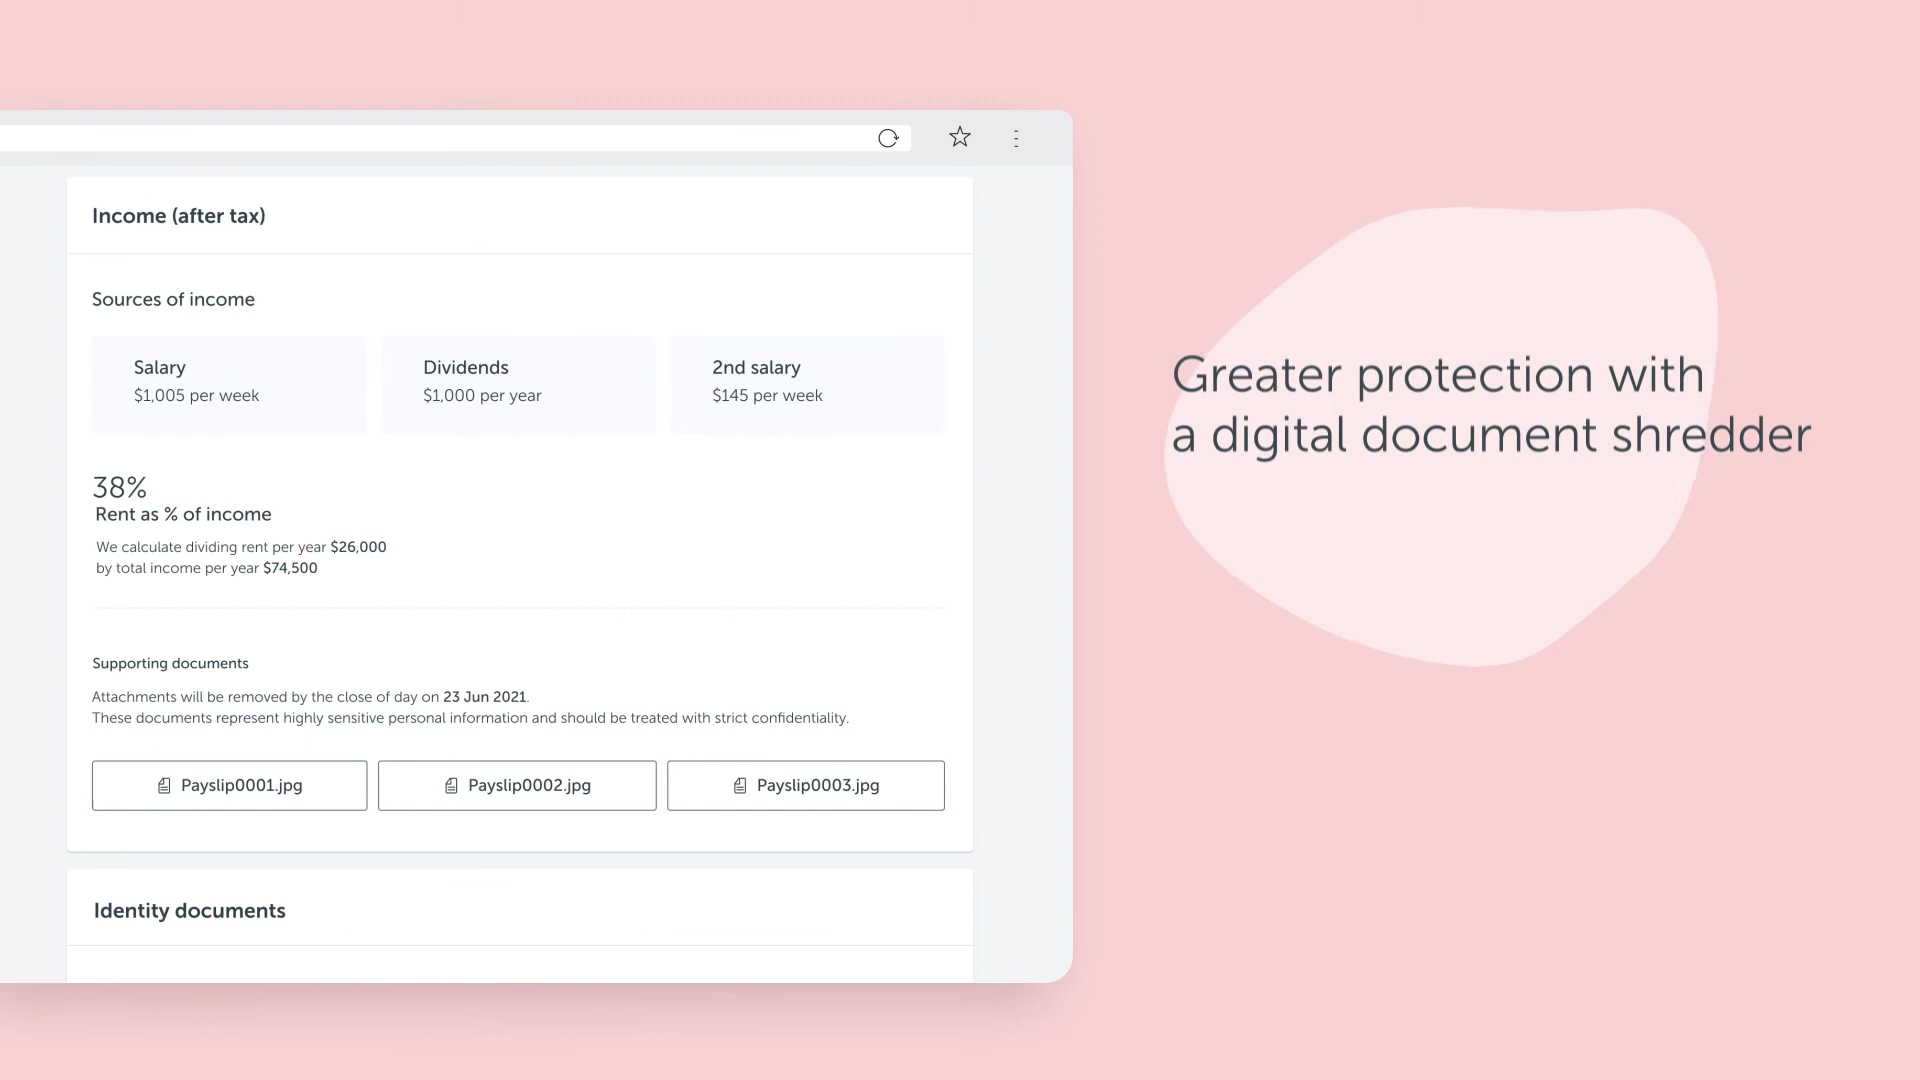 Income (after tax)
Sources of income
Salary
$1,005 per week
Dividends
$1,000 per year
2nd salary
$145 per week
38%
Rent as % of income
We calculate dividing rent per year $26,000
by total income per year $74,500
Supporting documents
Attachments will be removed by the close of day on 23 Jun 2021.
These documents represent highly sensitive personal information and should be treated with strict confidentiality.
Payslip0001.jpg
Payslip0002.jpg
Payslip0003.jpg
Identity documents
Greater protection with
a digital document shredder